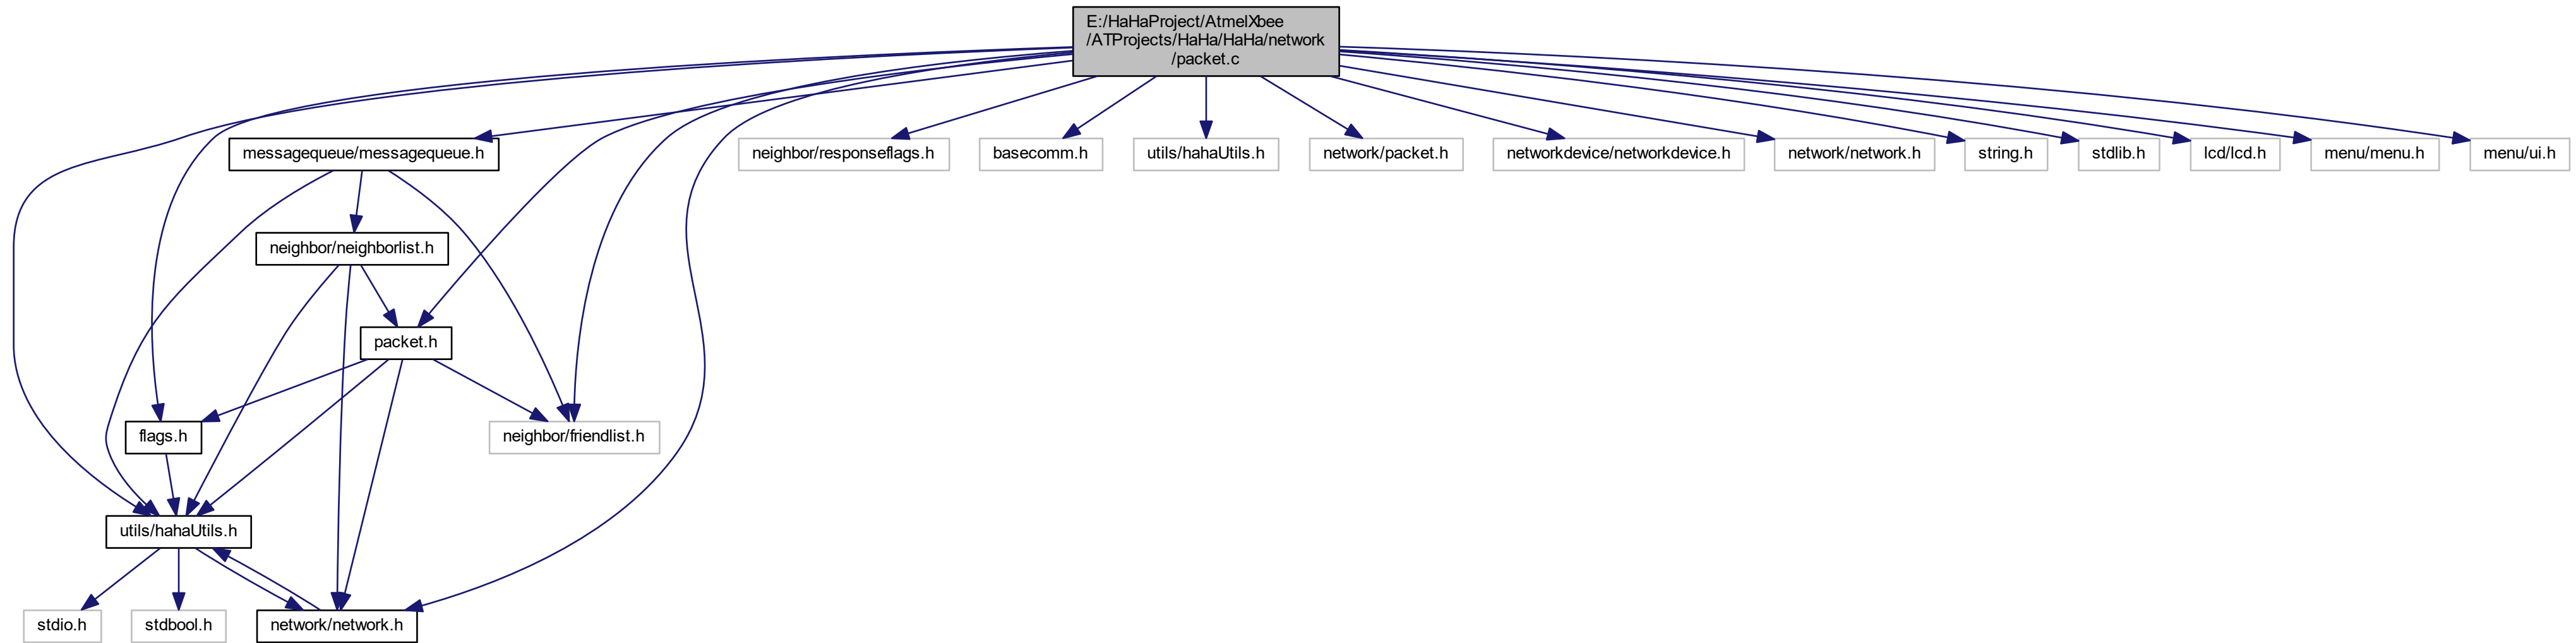 E:/HaHaProject/AtmelXbee
/ATProjects/HaHa/HaHa/network
/packet.c
messagequeue/messagequeue.h
neighbor/responseflags.h
basecomm.h
utils/hahaUtils.h
network/packet.h
networkdevice/networkdevice.h
network/network.h
string.h
stdlib.h
lcd/lcd.h
menu/menu.h
menu/ui.h
neighbor/neighborlist.h
packet.h
flags.h
neighbor/friendlist.h
utils/hahaUtils.h
stdio.h
stdbool.h
network/network.h